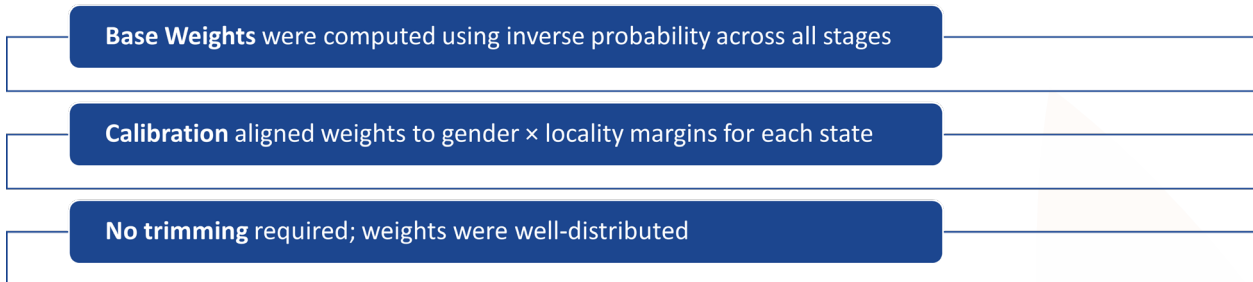 Base Weights were computed using inverse probability across all stages
Calibration aligned weights to gender × locality margins for each state
No trimming required; weights were well-distributed